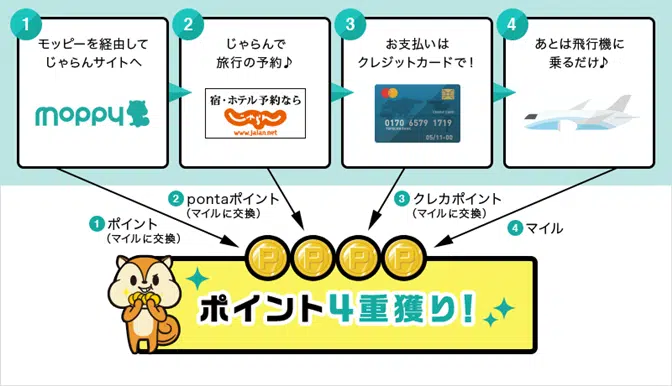 1
モッピーを経由して
じゃらんサイトへ
moppy
2
じゃらんで
旅行の予約♪
宿・ホテル予約なら
じゃらん
www.jalan.net
3
お支払いは
クレジットカードで!
0170 6579 1719
05/11-00
4
あとは飛行機に
乗るだけ♪
1 ポイント
(マイルに交換)
2 pontaポイント
(マイルに交換)
3 クレカポイント
(マイルに交換)
4 マイル
P P P P
ポイント4重獲り!